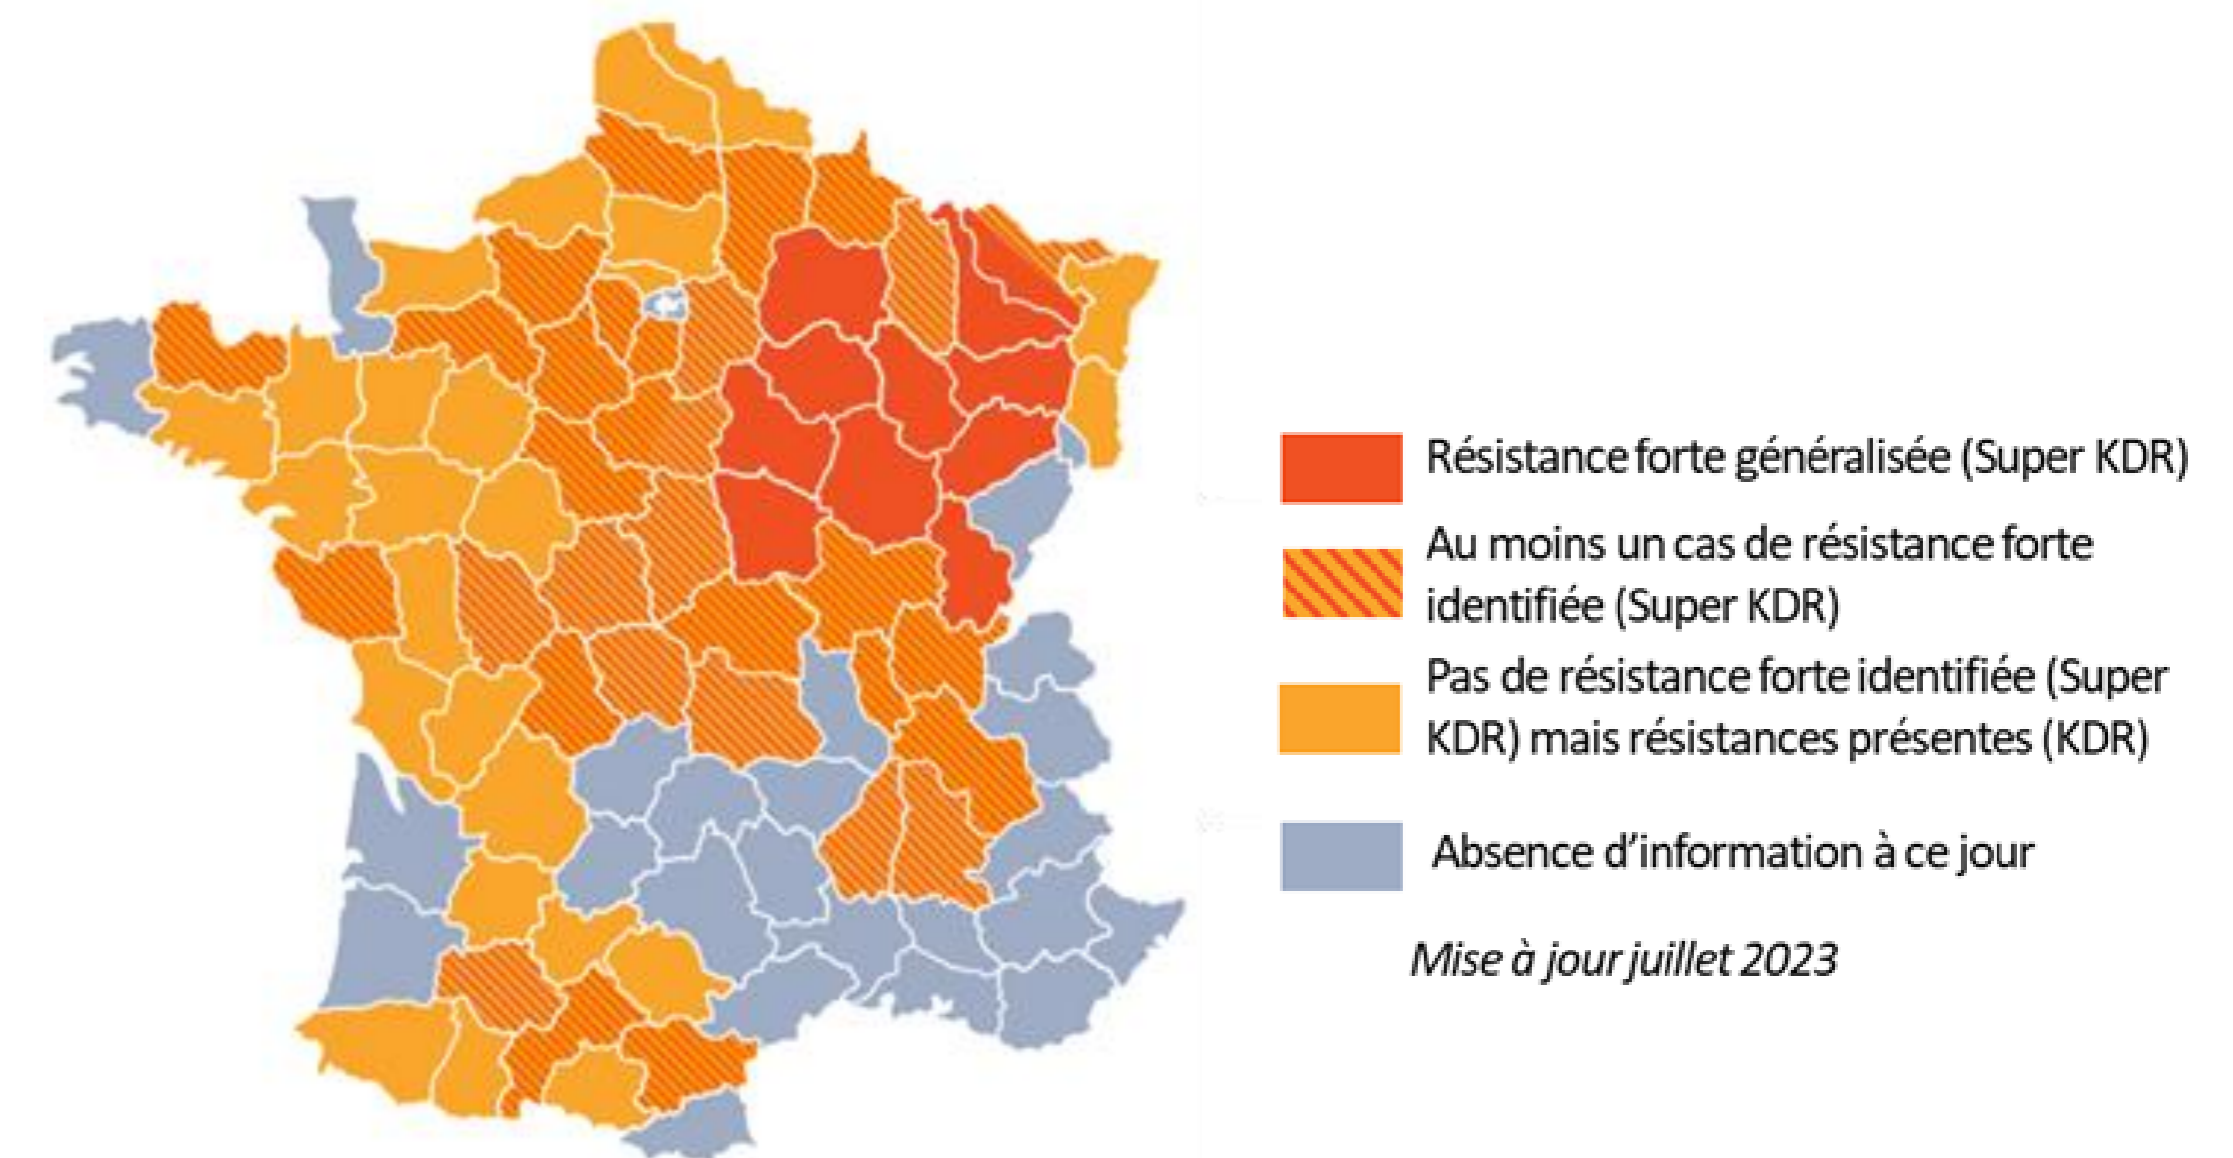 Résistance forte généralisée (Super KDR)
Au moins un cas de résistance forte
identifiée (Super KDR)
Pas de résistance forte identifiée (Super
KDR) mais résistances présentes (KDR)
Absence d’information à ce jour
Mise à jour juillet 2023